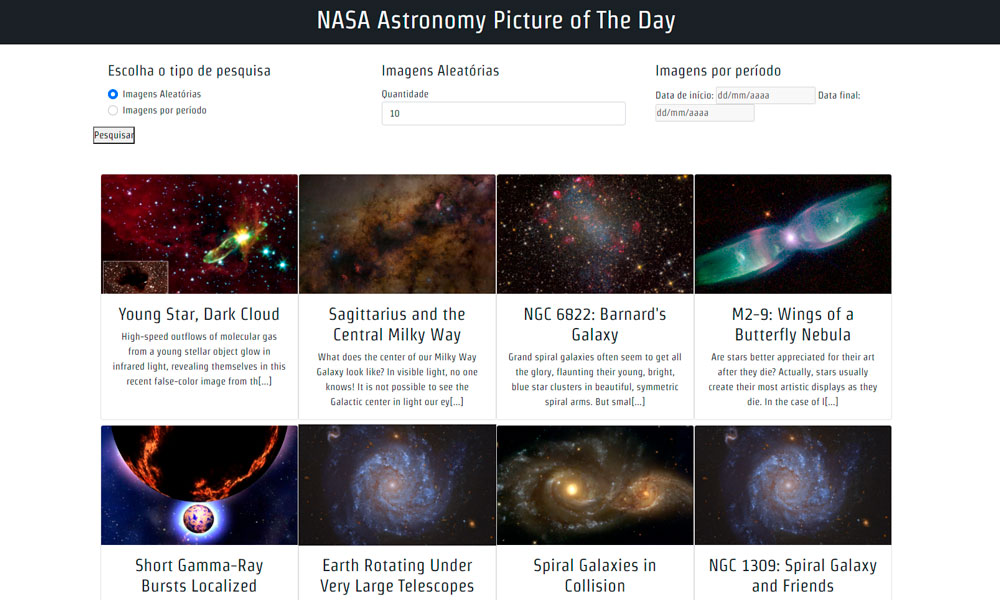 NASA Astronomy Picture of The Day
Escolha o tipo de pesquisa
Imagens Aleatórias
Imagens por período
Pesquisar
Imagens Aleatórias
Quantidade
10
Imagens por período
Data de início: dd/mm/aaaa Data final:
dd/mm/aaaa
Young Star, Dark Cloud
High-speed outflows of molecular gas
from a young stellar object glow in
infrared light, revealing themselves in this
recent false-color image from th[...]
Sagittarius and the
Central Milky Way
What does the center of our Milky Way
Galaxy look like? In visible light, no one
knows! It is not possible to see the
Galactic center in light our ey[...]
NGC 6822: Barnard's
Galaxy
Grand spiral galaxies often seem to get all
the glory, flaunting their young, bright,
blue star clusters in beautiful, symmetric
spiral arms. But smal[...]
M2-9: Wings of a
Butterfly Nebula
Are stars better appreciated for their art
after they die? Actually, stars usually
create their most artistic displays as they
die. In the case of l[...]
Short Gamma-Ray
Bursts Localized
Earth Rotating Under
Very Large Telescopes
Spiral Galaxies in
Collision
NGC 1309: Spiral Galaxy
and Friends